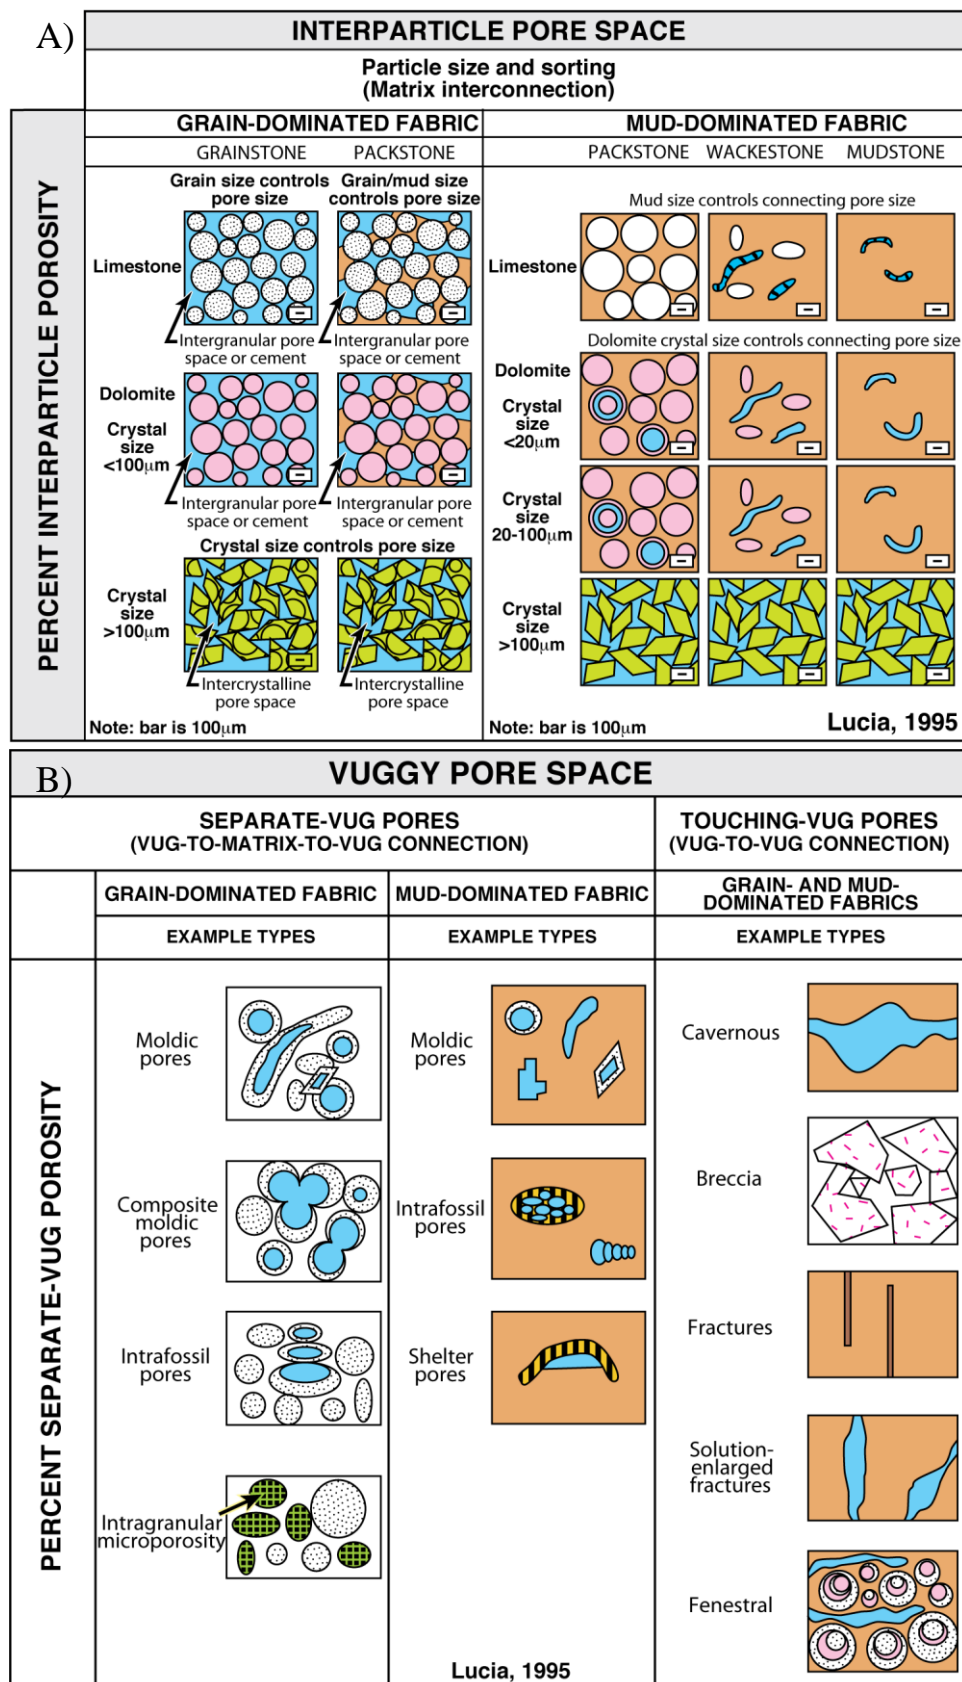 A)
INTERPARTICLE PORE SPACE
Particle size and sorting
(Matrix interconnection)
PERCENT INTERPARTICLE POROSITY
GRAIN-DOMINATED FABRIC
GRAINSTONE
PACKSTONE
Grain size controls
pore size
Grain/mud size
controls pore size
Limestone
Intergranular pore
space or cement
Intergranular pore
space or cement
Dolomite
Crystal
size
<100μm
Intergranular pore
space or cement
Intergranular pore
space or cement
Crystal size controls pore size
Crystal
size
>100μm
Intercrystalline
pore space
Intercrystalline
pore space
Note: bar is 100μm
MUD-DOMINATED FABRIC
PACKSTONE
WACKESTONE
MUDSTONE
Mud size controls connecting pore size
Limestone
Dolomite crystal size controls connecting pore size
Dolomite
Crystal
size
<20μm
Crystal
size
20-100μm
Crystal
size
>100μm
Note: bar is 100μm
Lucia, 1995
B)
VUGGY PORE SPACE
PERCENT SEPARATE-VUG POROSITY
SEPARATE-VUG PORES
(VUG-TO-MATRIX-TO-VUG CONNECTION)
GRAIN-DOMINATED FABRIC
EXAMPLE TYPES
Moldic
pores
Composite
moldic
pores
Intrafossil
pores
Intragranular
microporosity
MUD-DOMINATED FABRIC
EXAMPLE TYPES
Moldic
pores
Intrafossil
pores
Shelter
pores
Lucia, 1995
TOUCHING-VUG PORES
(VUG-TO-VUG CONNECTION)
GRAIN- AND MUD-
DOMINATED FABRICS
EXAMPLE TYPES
Cavernous
Breccia
Fractures
Solution-
enlarged
fractures
Fenestral